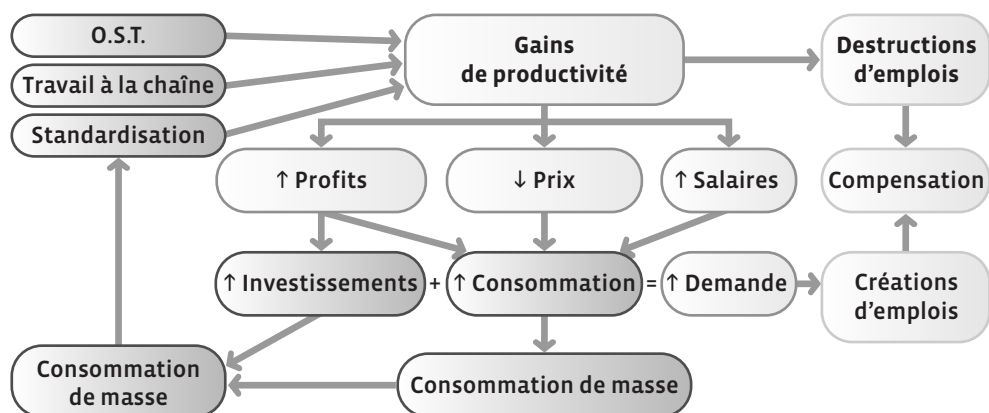 O.S.T.
Travail à la chaîne
Standardisation
Gains
de productivité
Destructions
d'emplois
↑ Profits
↓ Prix
↑ Salaires
Compensation
↑ Investissements + ↑ Consommation = ↑ Demande
Créations
d'emplois
Consommation
de masse
Consommation de masse